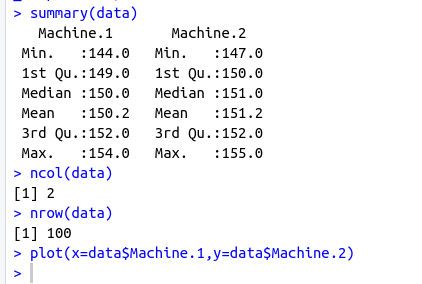 > summary(data)
   Machine.1       Machine.2
 Min.   :144.0   Min.   :147.0
 1st Qu.:149.0   1st Qu.:150.0
 Median :150.0   Median :151.0
 Mean   :150.2   Mean   :151.2
 3rd Qu.:152.0   3rd Qu.:152.0
 Max.   :154.0   Max.   :155.0
> ncol(data)
[1] 2
> nrow(data)
[1] 100
> plot(x=data$Machine.1,y=data$Machine.2)
>